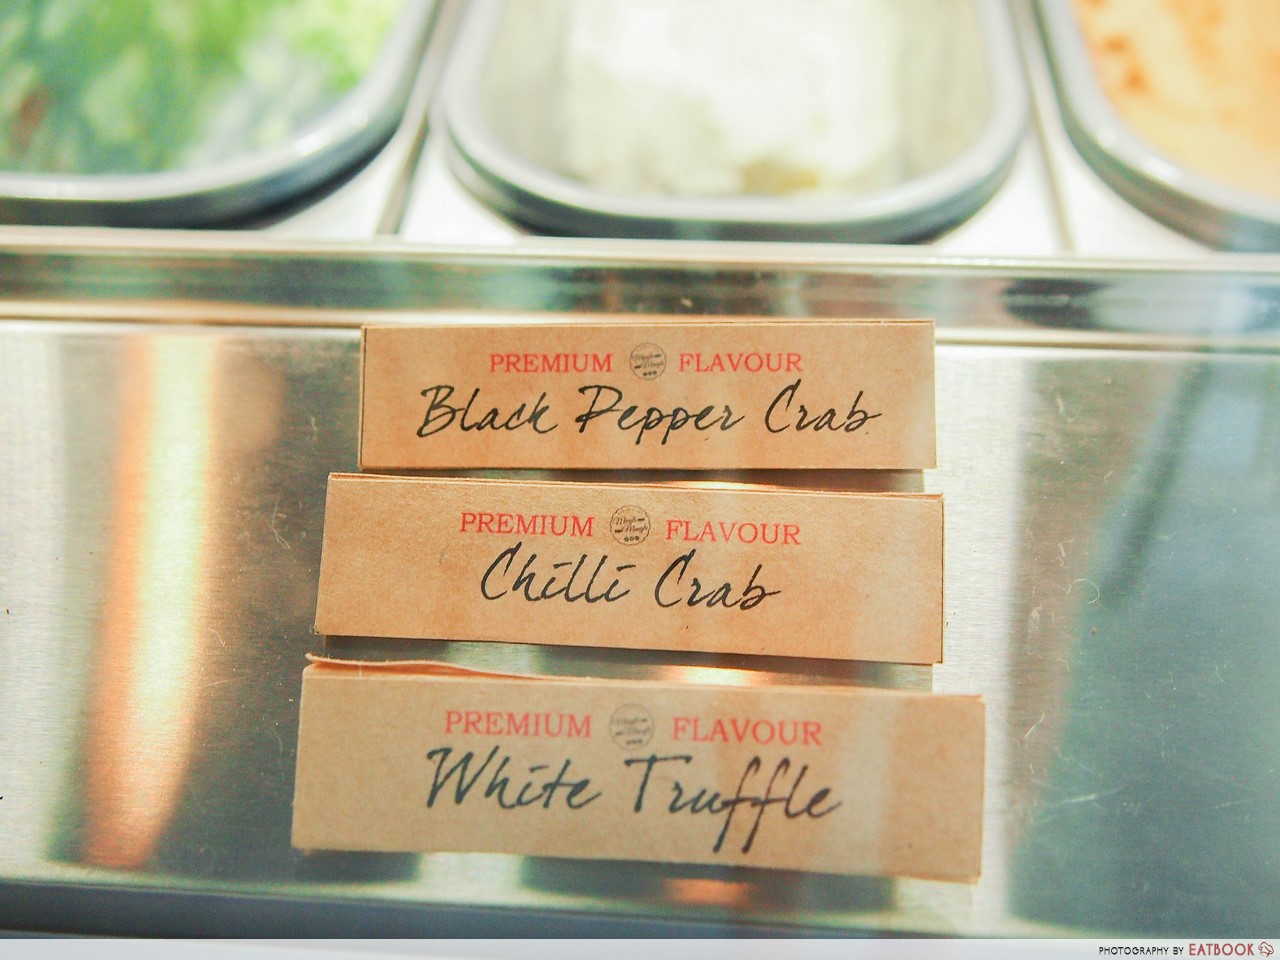 PREMIUM FLAVOUR
Black Pepper Crab
PREMIUM FLAVOUR
Chilli Crab
PREMIUM FLAVOUR
White Truffle
PHOTOGRAPHY BY EATBOOK